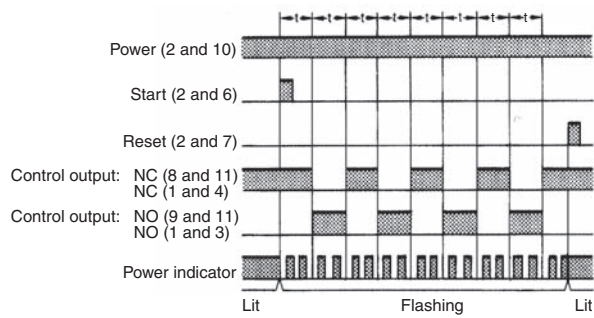 t t t t t t t t
Power (2 and 10)
Start (2 and 6)
Reset (2 and 7)
Control output: NC (8 and 11)
NC (1 and 4)
Control output: NO (9 and 11)
NO (1 and 3)
Power indicator
Lit Flashing Lit